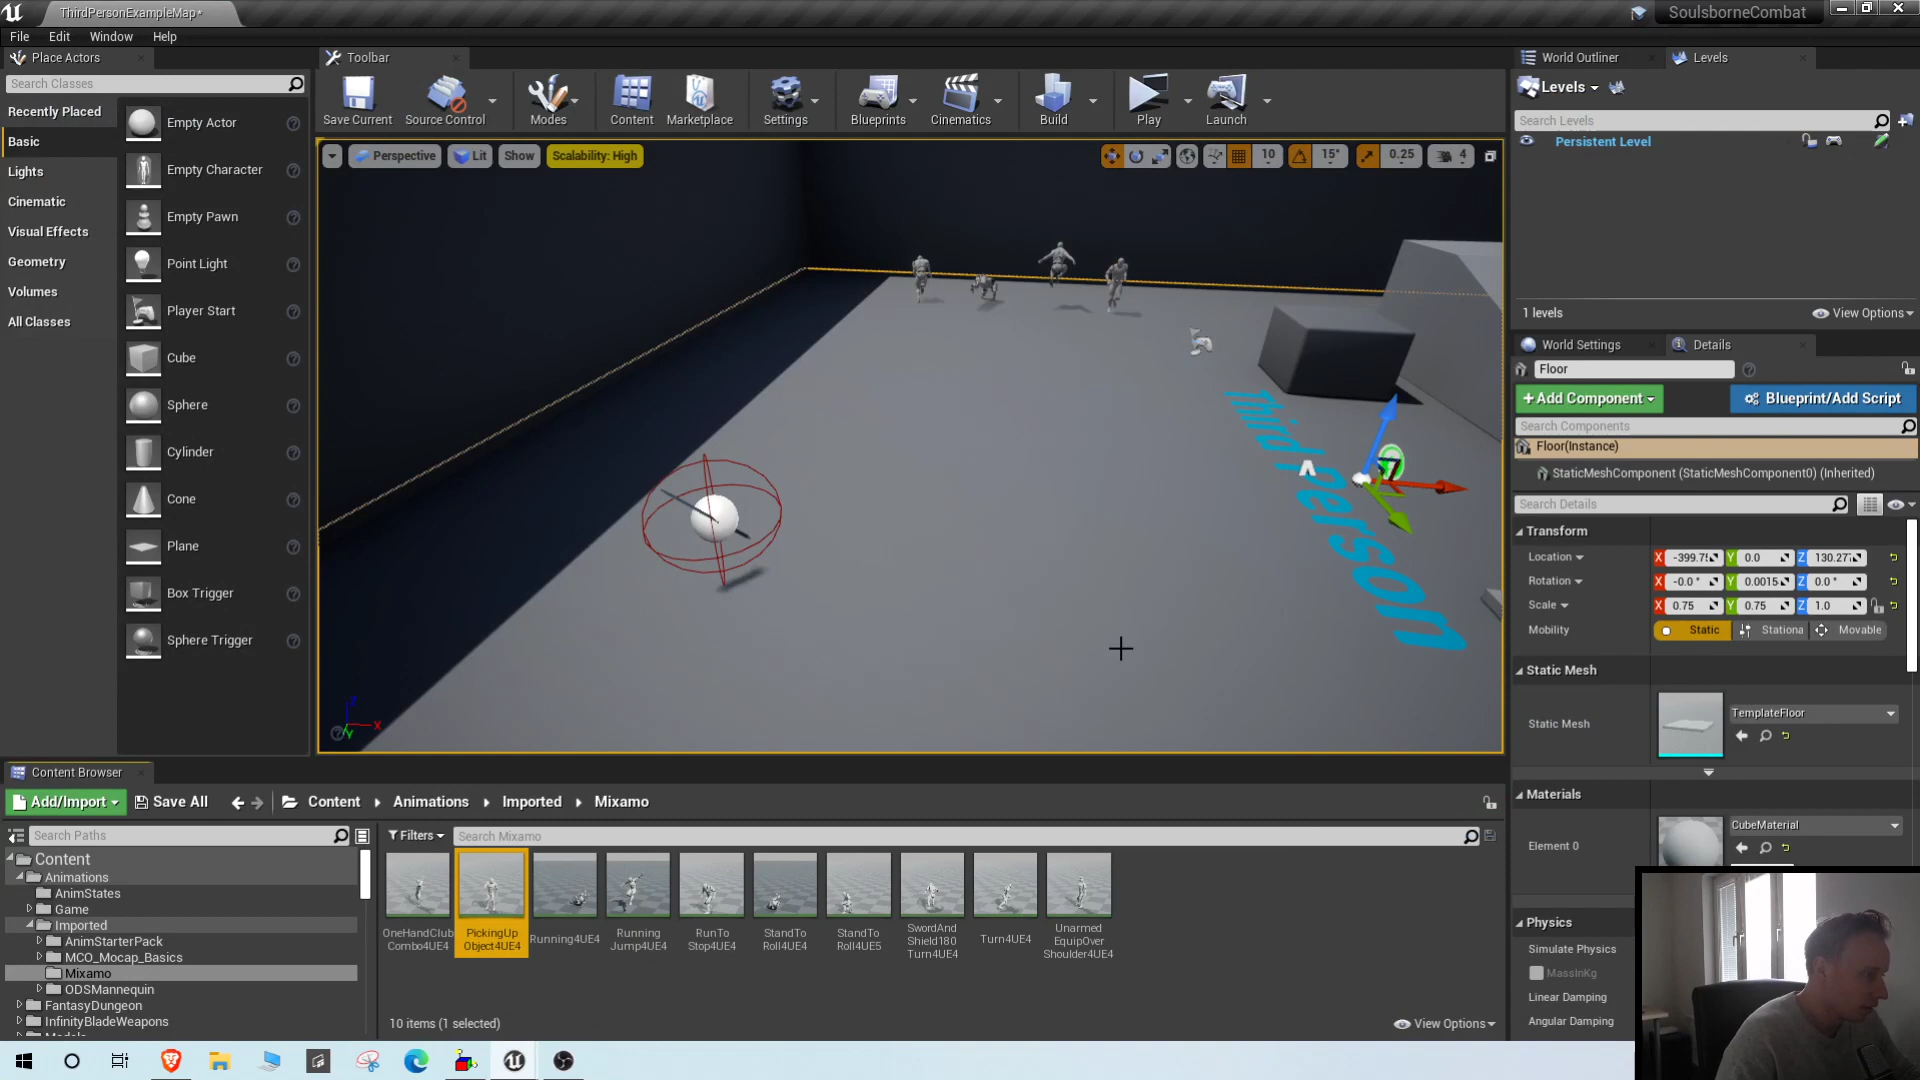 ThirdPersonExampleMap*
SoulsborneCombat
File Edit Window Help
Place Actors
Search Classes
Recently Placed
Basic
Lights
Cinematic
Visual Effects
Geometry
Volumes
All Classes
Empty Actor
Empty Character
Empty Pawn
Point Light
Player Start
Cube
Sphere
Cylinder
Cone
Plane
Box Trigger
Sphere Trigger
Toolbar
Save Current
Source Control
Modes
Content
Marketplace
Settings
Blueprints
Cinematics
Build
Play
Launch
Perspective Lit Show Scalability: High
10 15° 0.25 4
Third Person
X
Y
Z
World Outliner Levels
Levels
Search Levels
Persistent Level
1 levels View Options
World Settings Details
Floor
+Add Component Blueprint/Add Script
Search Components
Floor(Instance)
StaticMeshComponent (StaticMeshComponent0) (Inherited)
Search Details
Transform
Location X Y 0.0 Z
Rotation X -0.0 ° Y 0.0015 Z 0.0 °
Scale X 0.75 Y 0.75 Z 1.0
Mobility Static Stationa Movable
Static Mesh
Static Mesh TemplateFloor
Materials
Element 0 CubeMaterial
Physics
Simulate Physics
MassInKg
Linear Damping
Angular Damping
Content Browser
Add/Import Save All Content Animations Imported Mixamo
Search Paths
Filters Search Mixamo
Content
Animations
AnimStates
Game
Imported
AnimStarterPack
MCO_Mocap_Basics
Mixamo
ODSMannequin
FantasyDungeon
InfinityBladeWeapons
OneHandClub
Combo4UE4
PickingUp
Object4UE4
Running4UE4
Running
Jump4UE4
RunTo
Stop4UE4
StandTo
Roll4UE4
StandTo
Roll4UE5
SwordAnd
Shield180
Turn4UE4
Turn4UE4
Unarmed
EquipOver
Shoulder4UE4
10 items (1 selected)
View Options